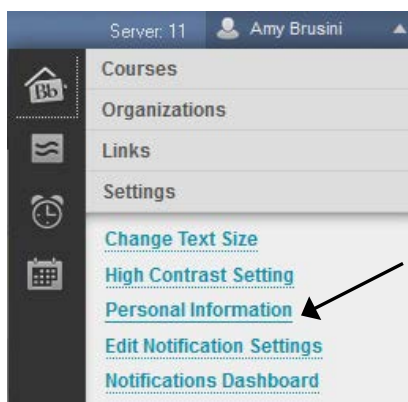 Server: 11 Amy Brusini
Bb
Courses
Organizations
Links
Settings
Change Text Size
High Contrast Setting
Personal Information
Edit Notification Settings
Notifications Dashboard